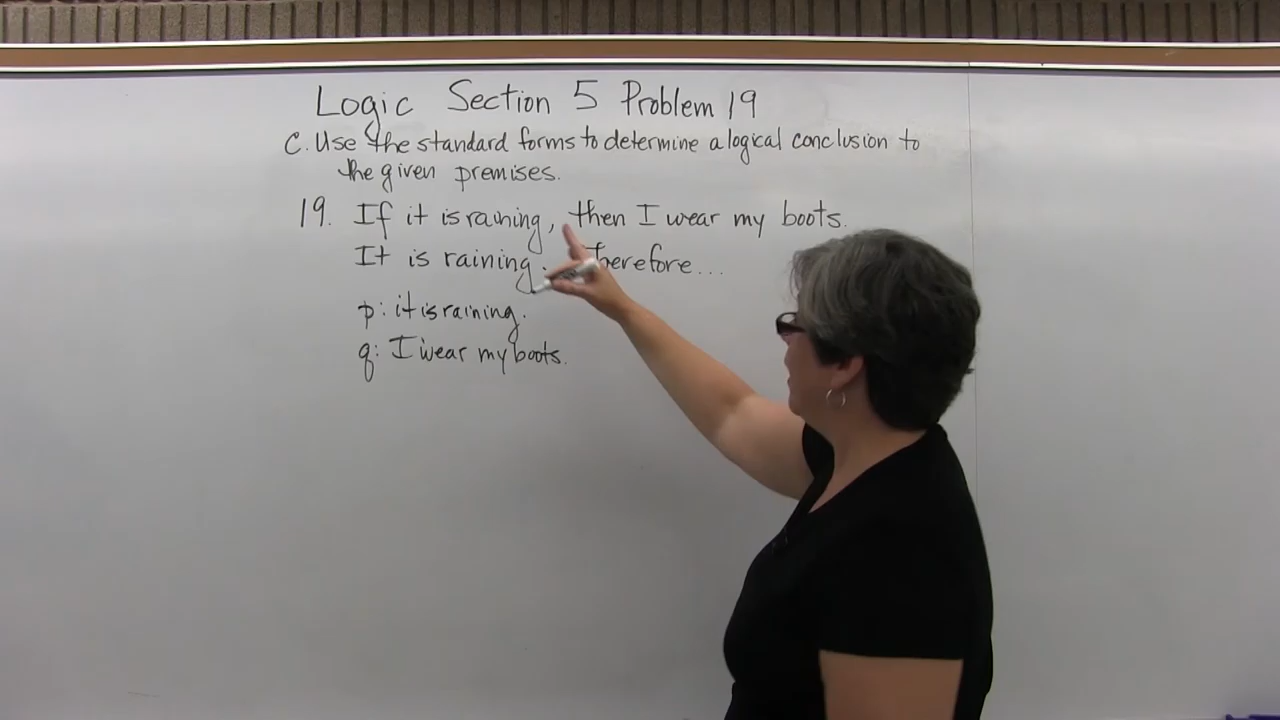 Logic Section 5 Problem 19
C. Use the standard forms to determine a logical conclusion to
the given premises.
19. If it is raining, then I wear my boots.
It is raining. Therefore...
p: it is raining.
q: I wear my boots.